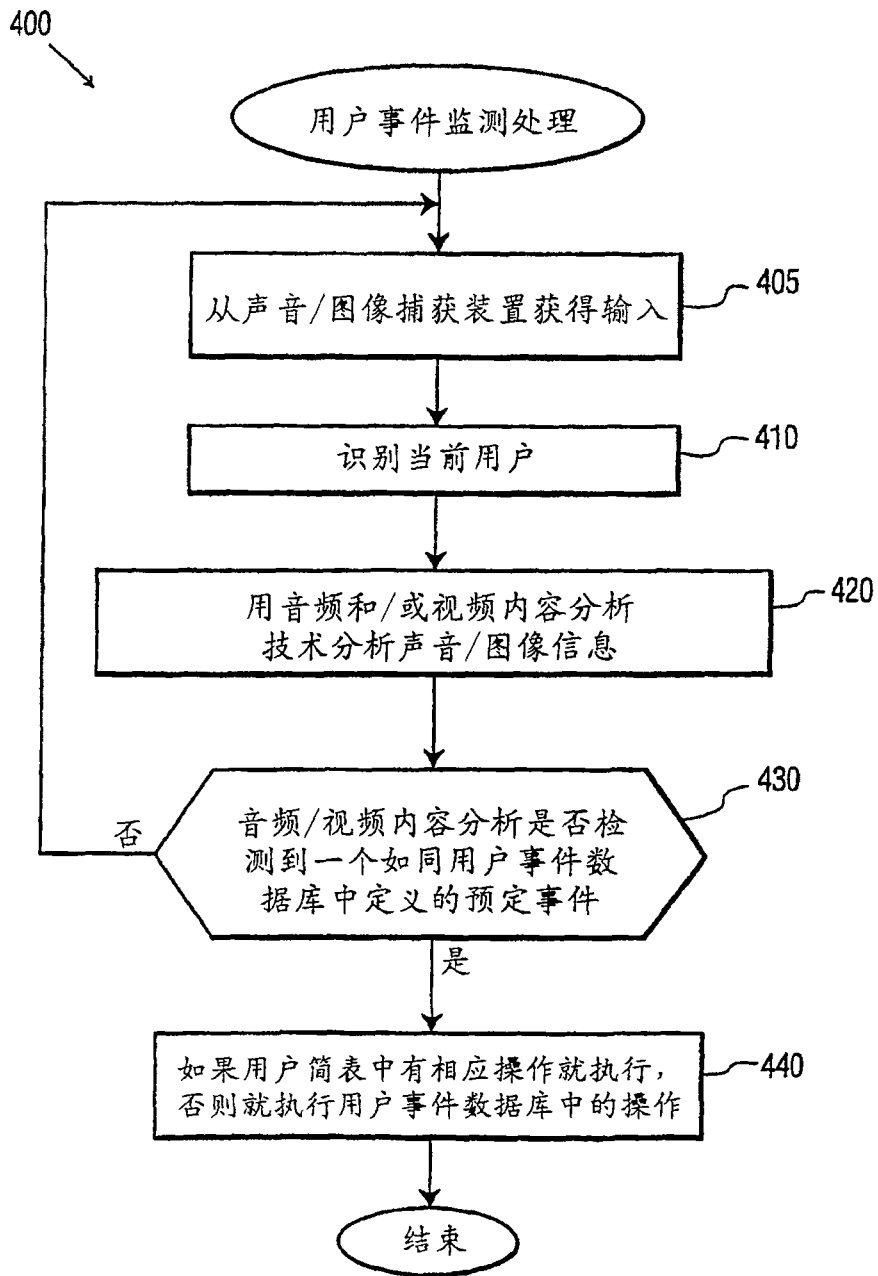 400
用户事件监测处理
从声音/图像捕获装置获得输入
405
识别当前用户
410
用音频和/或视频内容分析
技术分析声音/图像信息
420
音频/视频内容分析是否检
测到一个如同用户事件数
据库中定义的预定事件
430
否
是
如果用户简表中有相应操作就执行，
否则就执行用户事件数据库中的操作
440
结束